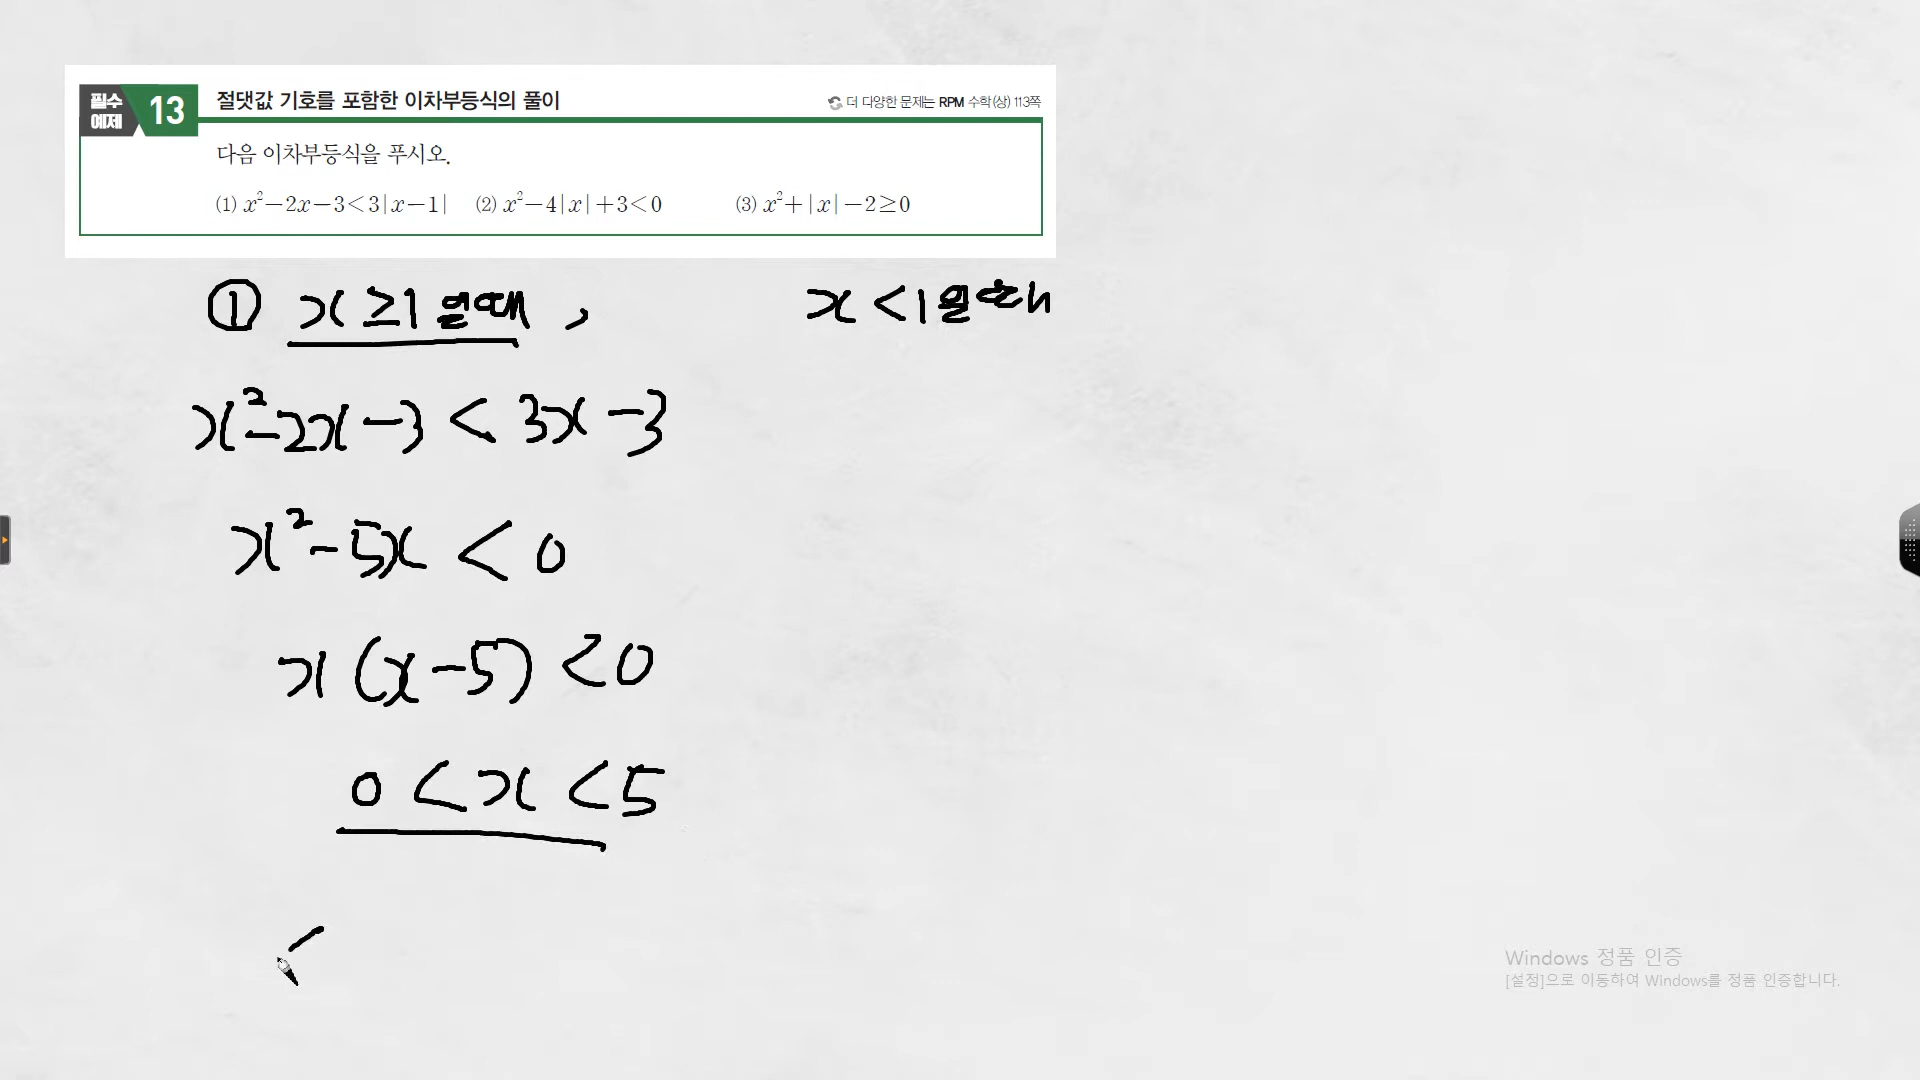 필수 예제 13 절댓값 기호를 포함한 이차부등식의 풀이
더 다양한 문제는 RPM 수학(상) 113쪽
다음 이차부등식을 푸시오.
(1) x²−2x−3<3|x−1| (2) x²−4|x|+3<0 (3) x²+|x|−2≥0
① x≥1일때, x<1일때
x²-2x-3<3x-3
x²-5x<0
x(x-5)<0
0<x<5
Windows 정품 인증
[설정]으로 이동하여 Windows를 정품 인증합니다.